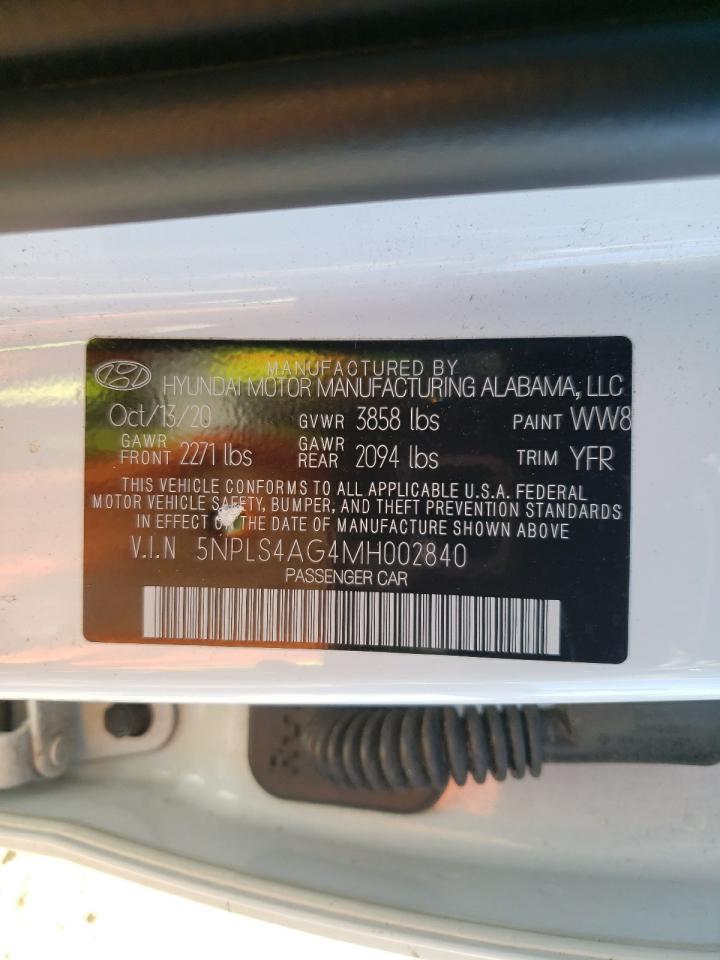 MANUFACTURED BY
HYUNDAI MOTOR MANUFACTURING ALABAMA, LLC
Oct/13/20 GVWR 3858 lbs PAINT WW8
GAWR FRONT 2271 lbs GAWR REAR 2094 lbs TRIM YFR
THIS VEHICLE CONFORMS TO ALL APPLICABLE U.S.A. FEDERAL
MOTOR VEHICLE SAFETY, BUMPER, AND THEFT PREVENTION STANDARDS
IN EFFECT ON THE DATE OF MANUFACTURE SHOWN ABOVE
V.I.N 5NPLS4AG4MH002840
PASSENGER CAR